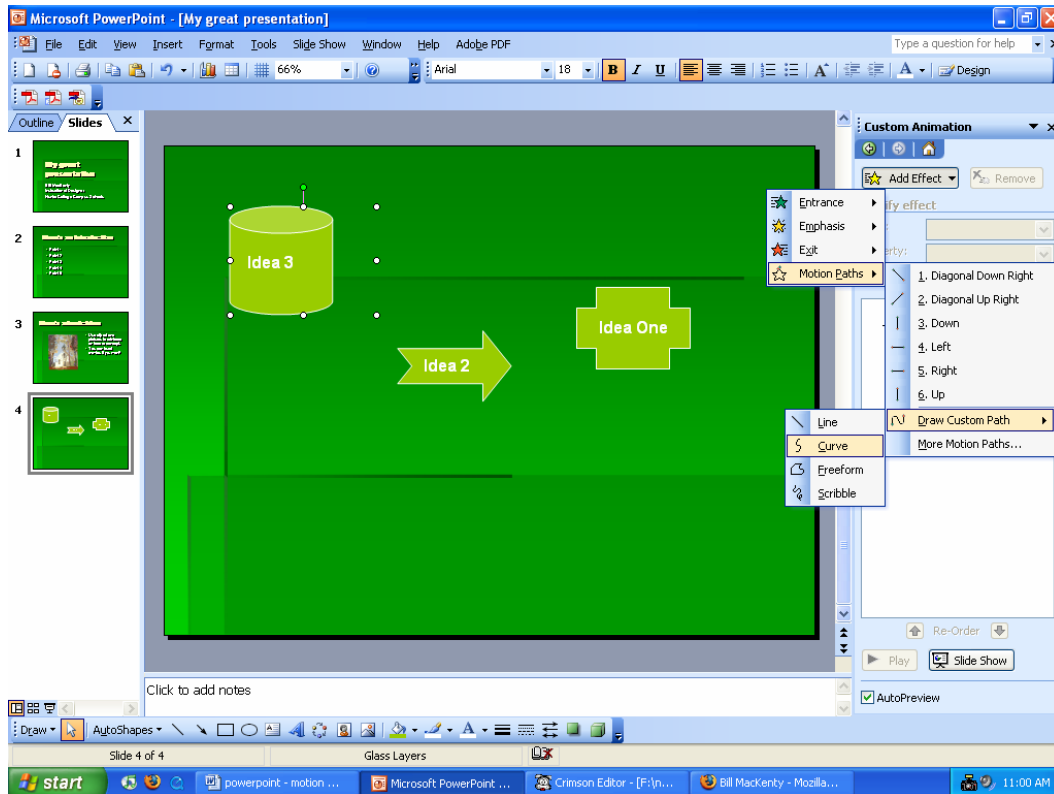 Microsoft PowerPoint - [My great presentation]
File Edit View Insert Format Tools Slide Show Window Help Adobe PDF
Type a question for help
66%
Arial
18
B I U
A
A
Design
Outline Slides
Custom Animation
Add Effect
Remove
1
My great
presentation
2
3
4
Idea 3
Idea 2
Idea One
Entrance
Emphasis
Exit
Motion Paths
1. Diagonal Down Right
2. Diagonal Up Right
3. Down
4. Left
5. Right
6. Up
Draw Custom Path
More Motion Paths...
Line
Curve
Freeform
Scribble
Re-Order
Play Slide Show
AutoPreview
Click to add notes
Draw AutoShapes
A
Slide 4 of 4 Glass Layers
start powerpoint - motion ... Microsoft PowerPoint ... Crimson Editor - [F:\n... Bill MacKenty - Mozilla... 11:00 AM